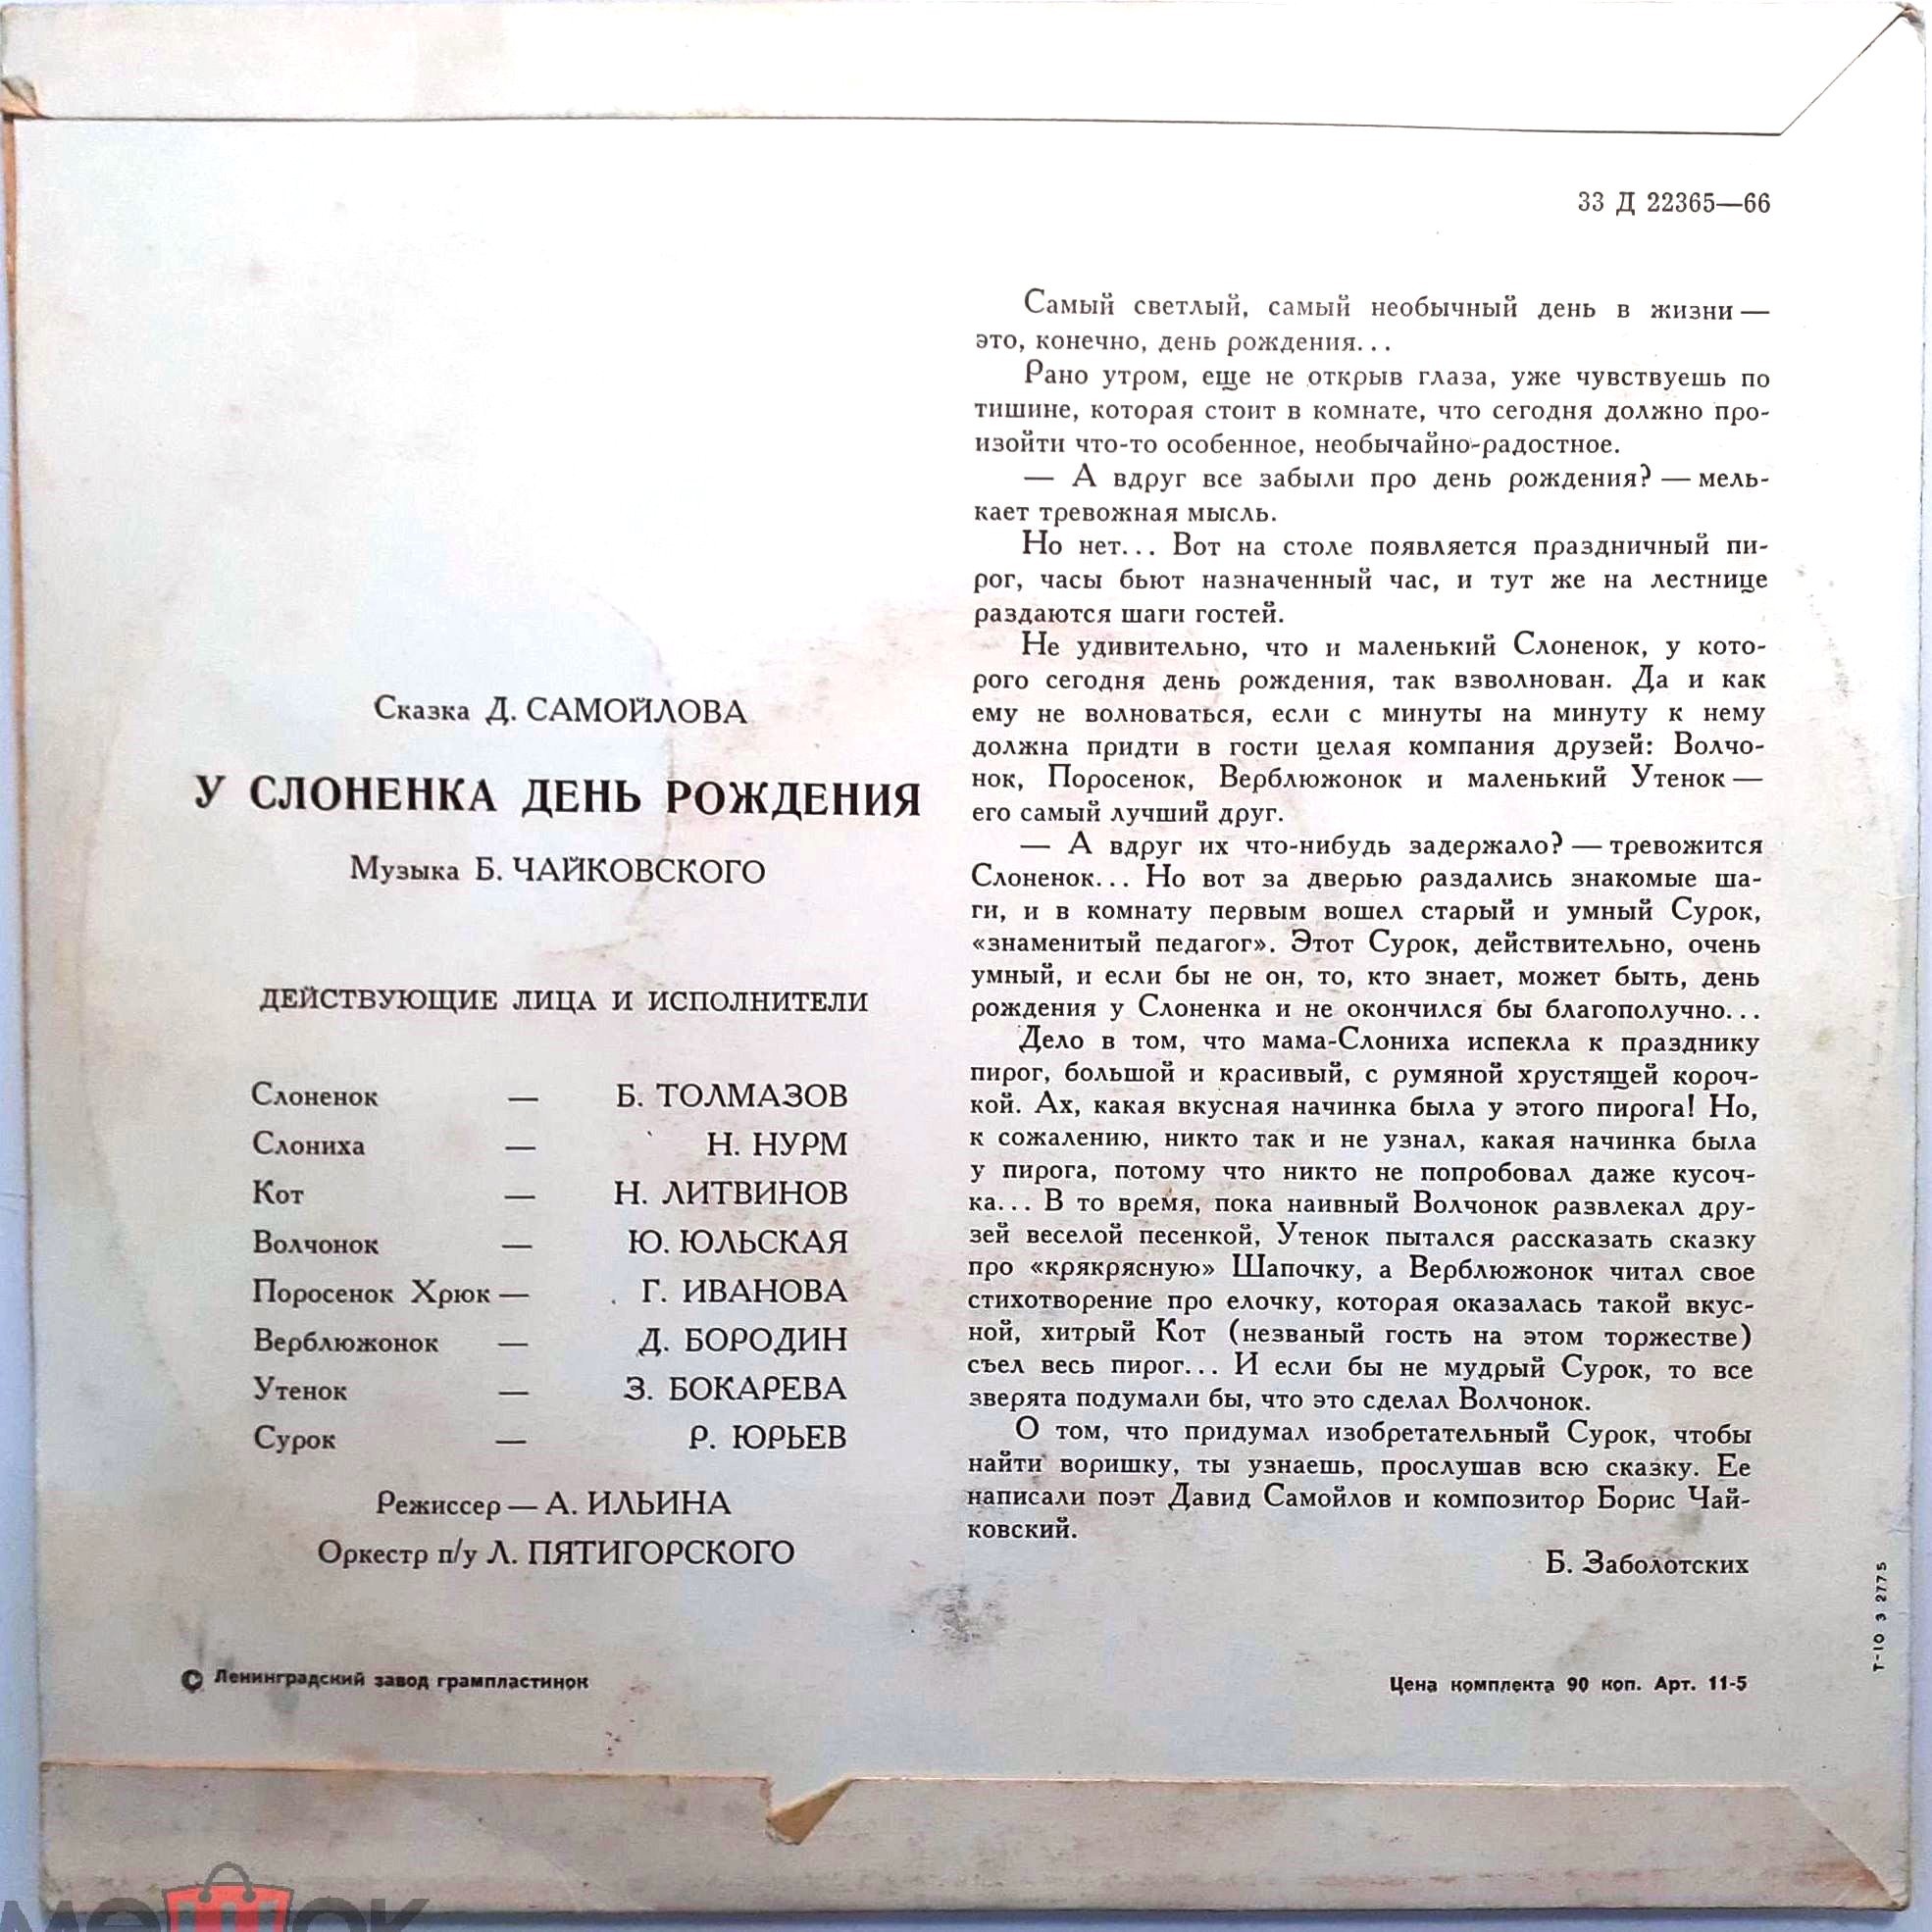 33 Д 22365—66
Сказка Д. САМОЙЛОВА
У СЛОНЕНКА ДЕНЬ РОЖДЕНИЯ
Музыка Б. ЧАЙКОВСКОГО
ДЕЙСТВУЮЩИЕ ЛИЦА И ИСПОЛНИТЕЛИ
Слоненок — Б. ТОЛМАЗОВ
Слониха — Н. НУРМ
Кот — Н. ЛИТВИНОВ
Волчонок — Ю. ЮЛЬСКАЯ
Поросенок Хрюк — Г. ИВАНОВА
Верблюжонок — Д. БОРОДИН
Утенок — З. БОКАРЕВА
Сурок — Р. ЮРЬЕВ
Режиссер — А. ИЛЬИНА
Оркестр п/у Л. ПЯТИГОРСКОГО
Самый светлый, самый необычный день в жизни —
это, конечно, день рождения...
Рано утром, еще не открыв глаза, уже чувствуешь по
тишине, которая стоит в комнате, что сегодня должно про-
изойти что-то особенное, необычайно-радостное.
— А вдруг все забыли про день рождения? — мель-
кает тревожная мысль.
Но нет... Вот на столе появляется праздничный пи-
рог, часы бьют назначенный час, и тут же на лестнице
раздаются шаги гостей.
Не удивительно, что и маленький Слоненок, у кото-
рого сегодня день рождения, так взволнован. Да и как
ему не волноваться, если с минуты на минуту к нему
должна придти в гости целая компания друзей: Волчо-
нок, Поросенок, Верблюжонок и маленький Утенок —
его самый лучший друг.
— А вдруг их что-нибудь задержало? — тревожится
Слоненок... Но вот за дверью раздались знакомые ша-
ги, и в комнату первым вошел старый и умный Сурок,
«знаменитый педагог». Этот Сурок, действительно, очень
умный, и если бы не он, то, кто знает, может быть, день
рождения у Слоненка и не окончился бы благополучно...
Дело в том, что мама-Слониха испекла к празднику
пирог, большой и красивый, с румяной хрустящей короч-
кой. Ах, какая вкусная начинка была у этого пирога! Но,
к сожалению, никто так и не узнал, какая начинка была
у пирога, потому что никто не попробовал даже кусоч-
ка... В то время, пока наивный Волчонок развлекал дру-
зей веселой песенкой, Утенок пытался рассказать сказку
про «крякрясную» Шапочку, а Верблюжонок читал свое
стихотворение про елочку, которая оказалась такой вкус-
ной, хитрый Кот (незваный гость на этом торжестве)
съел весь пирог... И если бы не мудрый Сурок, то все
зверята подумали бы, что это сделал Волчонок.
О том, что придумал изобретательный Сурок, чтобы
найти воришку, ты узнаешь, прослушав всю сказку. Ее
написали поэт Давид Самойлов и композитор Борис Чай-
ковский.
Б. Заболотских
© Ленинградский завод грампластинок
Цена комплекта 90 коп. Арт. 11-5
Т-10 З 2775
мешок